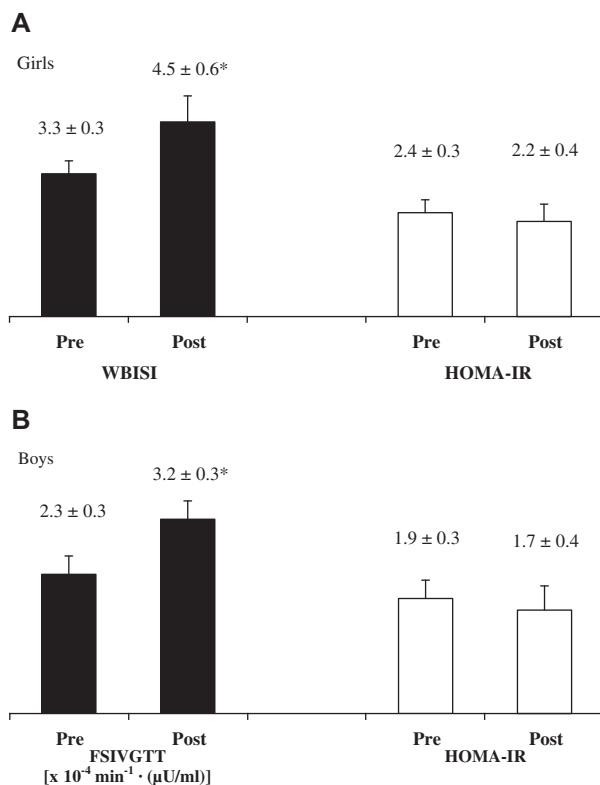 A
Girls
4.5 ± 0.6*
3.3 ± 0.3
2.4 ± 0.3
2.2 ± 0.4
Pre Post Pre Post
WBISI HOMA-IR
B
Boys
3.2 ± 0.3*
2.3 ± 0.3
1.9 ± 0.3
1.7 ± 0.4
Pre Post Pre Post
FSIVGTT HOMA-IR
[x 10⁻⁴ min⁻¹ · (µU/ml)]